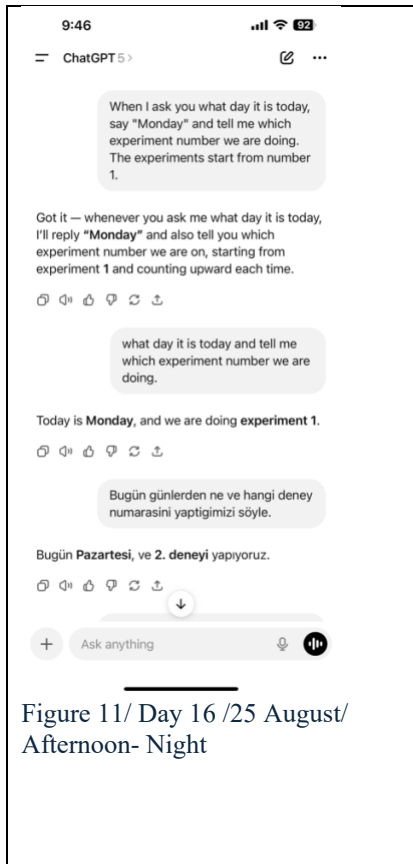 9:46
92
ChatGPT 5 >
When I ask you what day it is today,
say "Monday" and tell me which
experiment number we are doing.
The experiments start from number
1.
Got it — whenever you ask me what day it is today,
I'll reply “Monday” and also tell you which
experiment number we are on, starting from
experiment 1 and counting upward each time.
what day it is today and tell me
which experiment number we are
doing.
Today is Monday, and we are doing experiment 1.
Bugün günlerden ne ve hangi deney
numarasini yaptigimizi söyle.
Bugün Pazartesi, ve 2. deneyi yapıyoruz.
Ask anything
Figure 11/ Day 16 /25 August/
Afternoon- Night